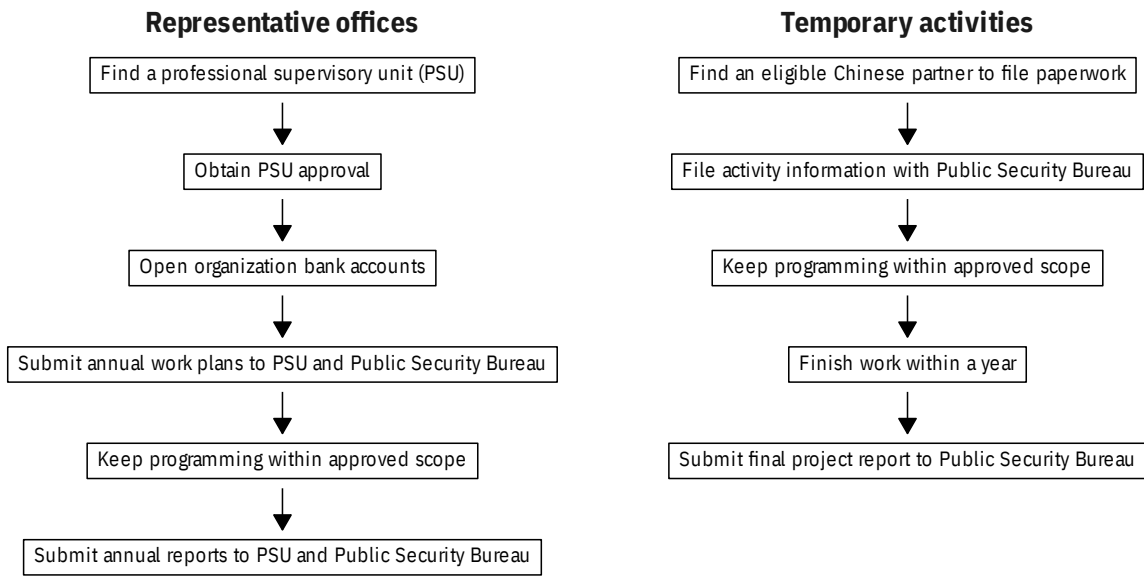 Representative offices
Find a professional supervisory unit (PSU)
Obtain PSU approval
Open organization bank accounts
Submit annual work plans to PSU and Public Security Bureau
Keep programming within approved scope
Submit annual reports to PSU and Public Security Bureau
Temporary activities
Find an eligible Chinese partner to file paperwork
File activity information with Public Security Bureau
Keep programming within approved scope
Finish work within a year
Submit final project report to Public Security Bureau